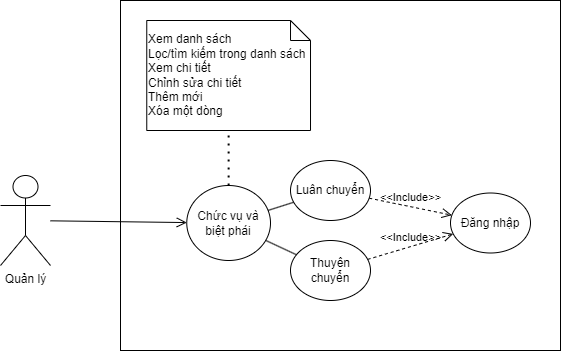 Xem danh sách
Lọc/tìm kiếm trong danh sách
Xem chi tiết
Chỉnh sửa chi tiết
Thêm mới
Xóa một dòng
Luân chuyển
<<Include>>
Chức vụ và
biệt phái
Đăng nhập
<<Include>>
Thuyên
chuyển
Quản lý